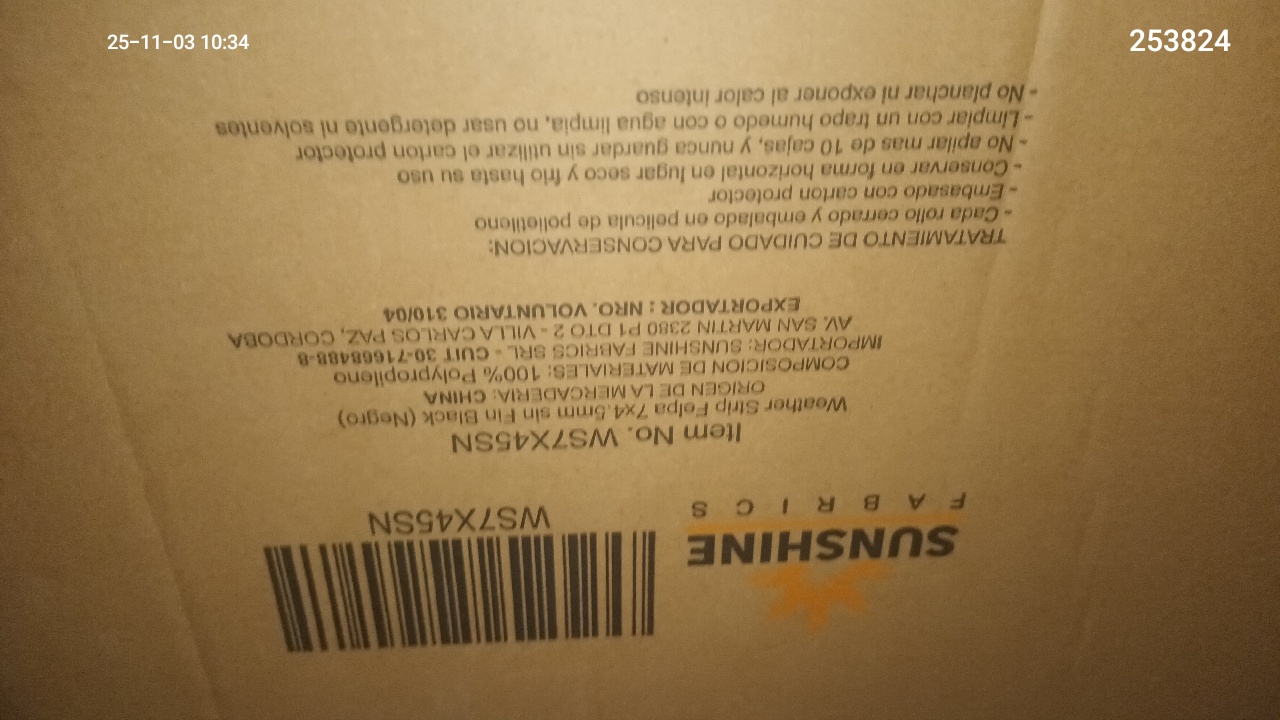 25-11-03 10:34
253824
SUNSHINE
FABRICS
WS7X45SN
Item No. WS7X45SN
Weather Strip Felpa 7x4.5mm sin Fin Black (Negro)
ORIGEN DE LA MERCADERIA: CHINA
COMPOSICION DE MATERIALES: 100% Polypropileno
IMPORTADOR: SUNSHINE FABRICS SRL - CUIT 30-71668488-8
AV. SAN MARTIN 2380 P1 DTO 2 - VILLA CARLOS PAZ, CORDOBA
EXPORTADOR : NRO. VOLUNTARIO 310/04
TRATAMIENTO DE CUIDADO PARA CONSERVACION:
- Cada rollo cerrado y embalado en pelicula de polietileno
- Embasado con carton protector
- Conservar en forma horizontal en lugar seco y frio hasta su uso
- No apilar mas de 10 cajas, y nunca guardar sin utilizar el carton protector
- Limpiar con un trapo humedo o con agua limpia, no usar detergente ni solventes
- No planchar ni exponer al calor intenso